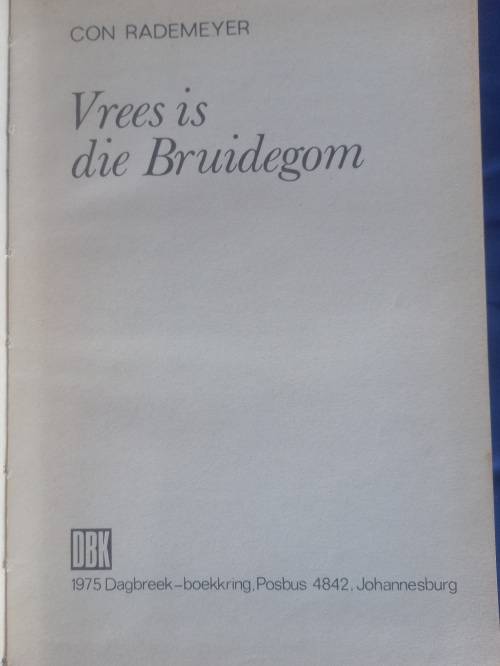 CON RADEMEYER
Vrees is
die Bruidegom
DBK
1975 Dagbreek-boekkring, Posbus 4842, Johannesburg